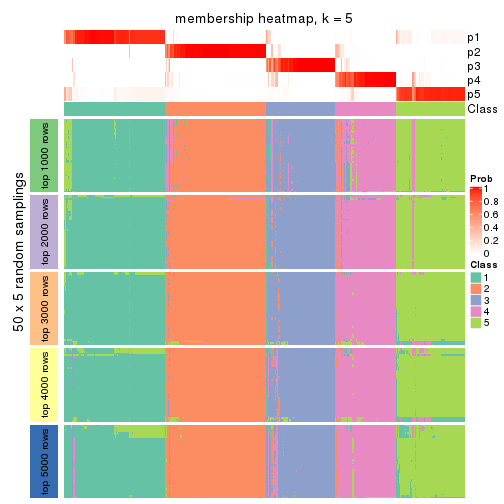 membership heatmap, k = 5
p1
p2
p3
p4
p5
Class
50 x 5 random samplings
top 1000 rows
top 2000 rows
top 3000 rows
top 4000 rows
top 5000 rows
Prob
1
0.8
0.6
0.4
0.2
0
Class
1
2
3
4
5